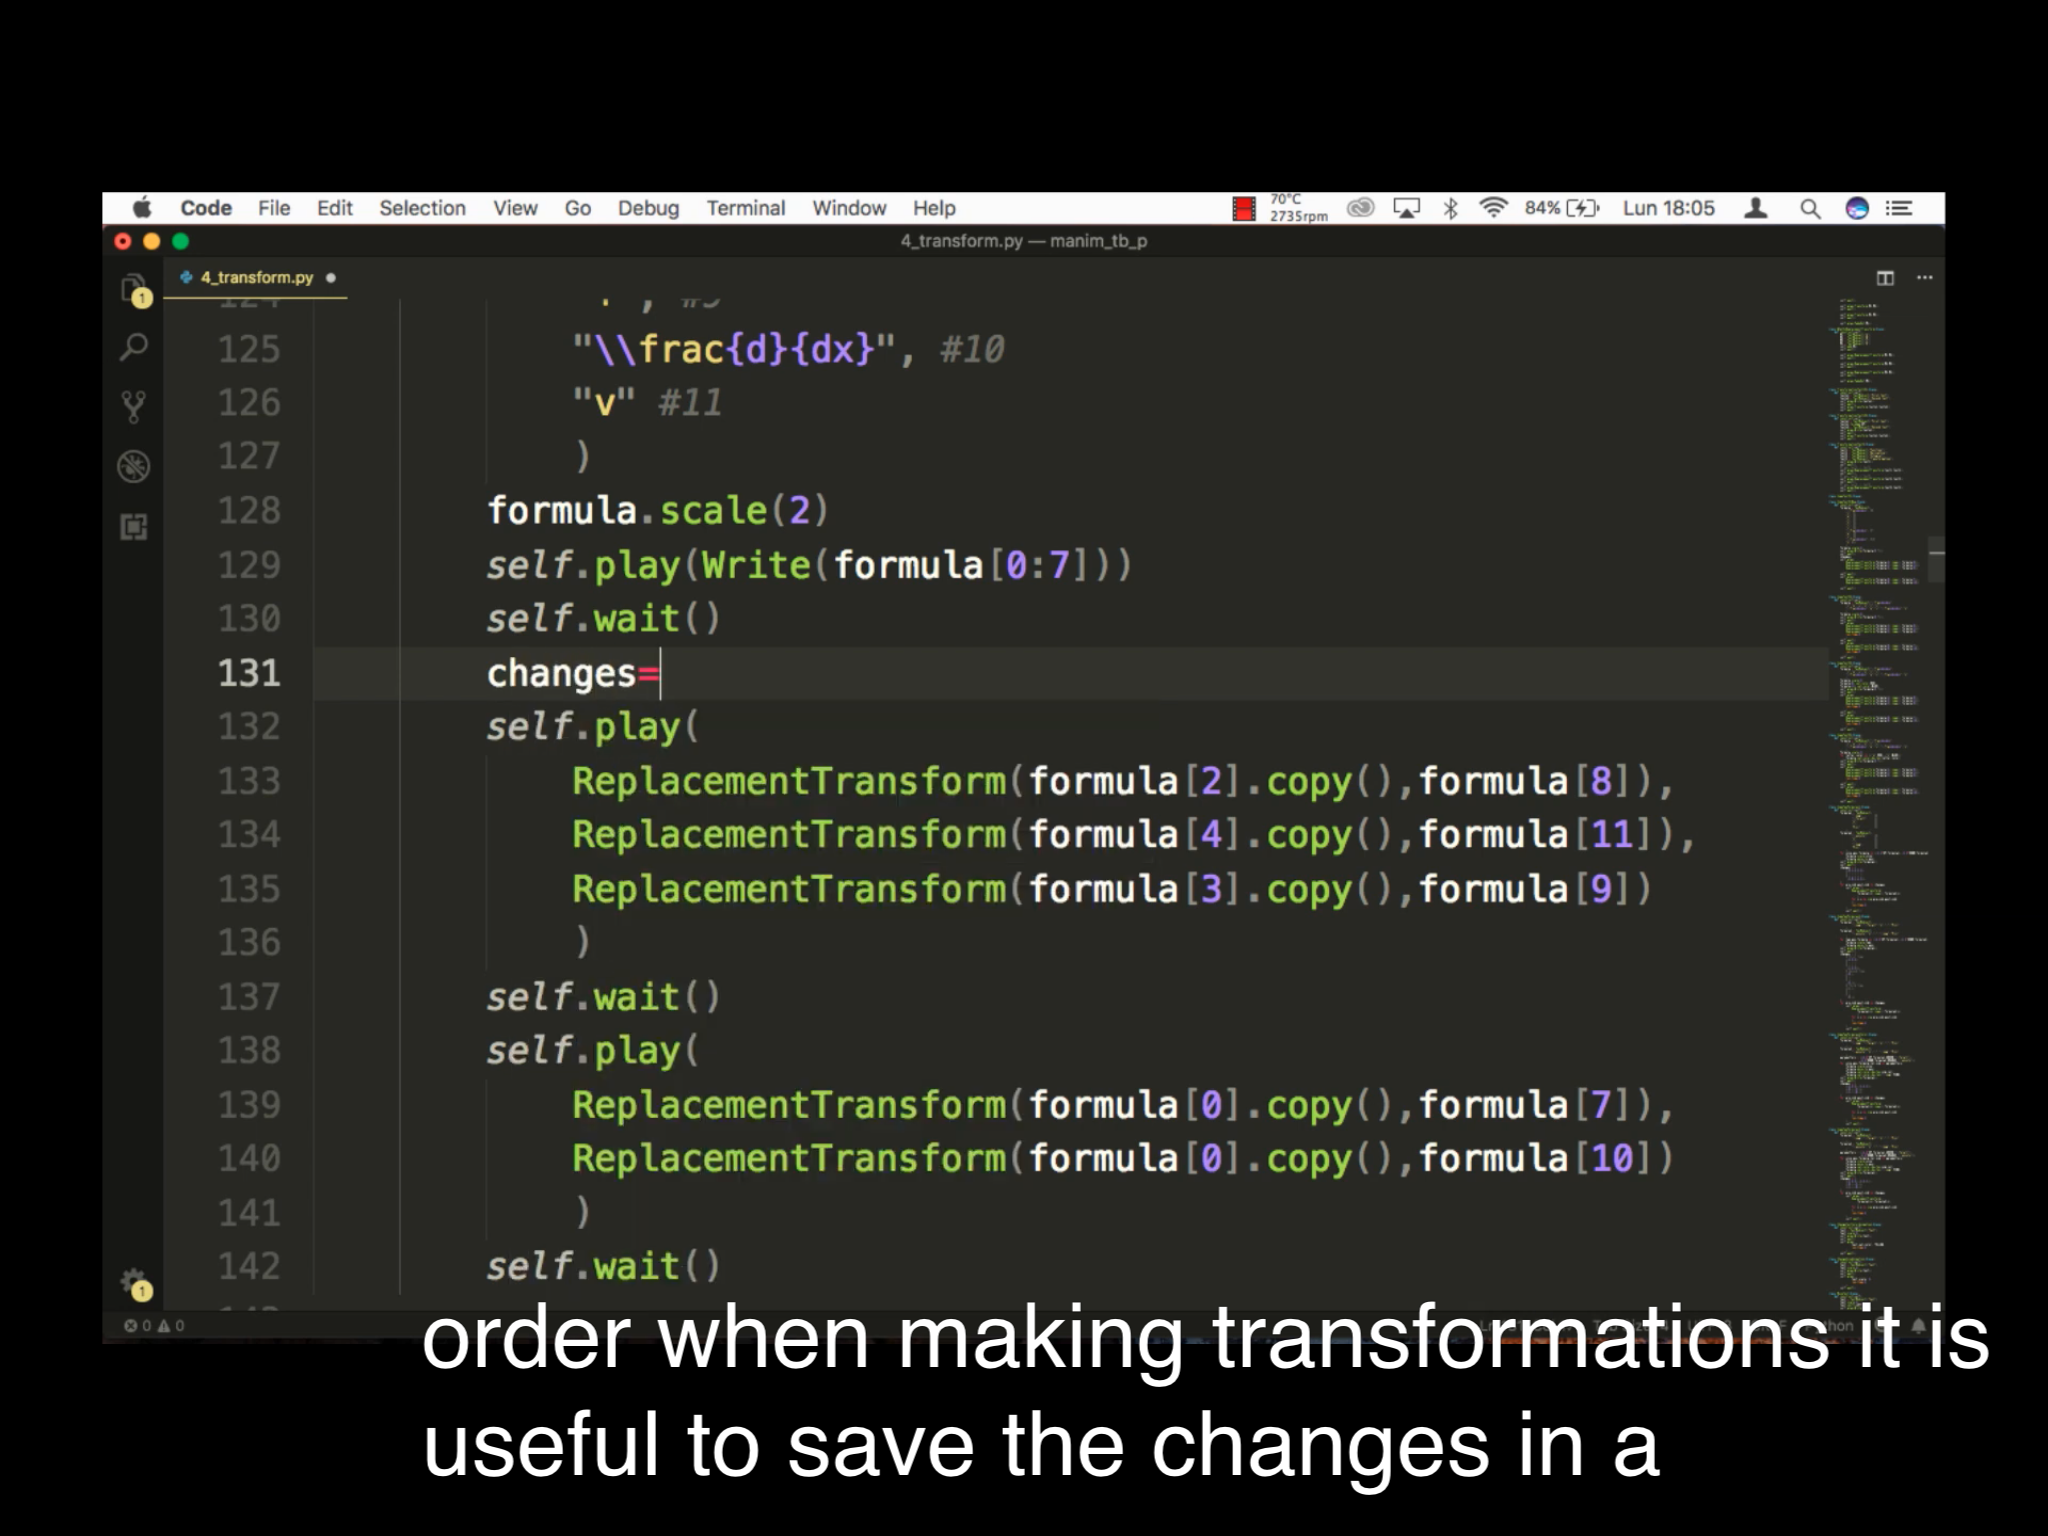 Code File Edit Selection View Go Debug Terminal Window Help 70°C 2735rpm 84% Lun 18:05
4_transform.py — manim_tb_p
4_transform.py
125 "\\frac{d}{dx}", #10
126 "v" #11
127 )
128 formula.scale(2)
129 self.play(Write(formula[0:7]))
130 self.wait()
131 changes=
132 self.play(
133 ReplacementTransform(formula[2].copy(),formula[8]),
134 ReplacementTransform(formula[4].copy(),formula[11]),
135 ReplacementTransform(formula[3].copy(),formula[9])
136 )
137 self.wait()
138 self.play(
139 ReplacementTransform(formula[0].copy(),formula[7]),
140 ReplacementTransform(formula[0].copy(),formula[10])
141 )
142 self.wait()
1
1
0 0
order when making transformations it is
useful to save the changes in a